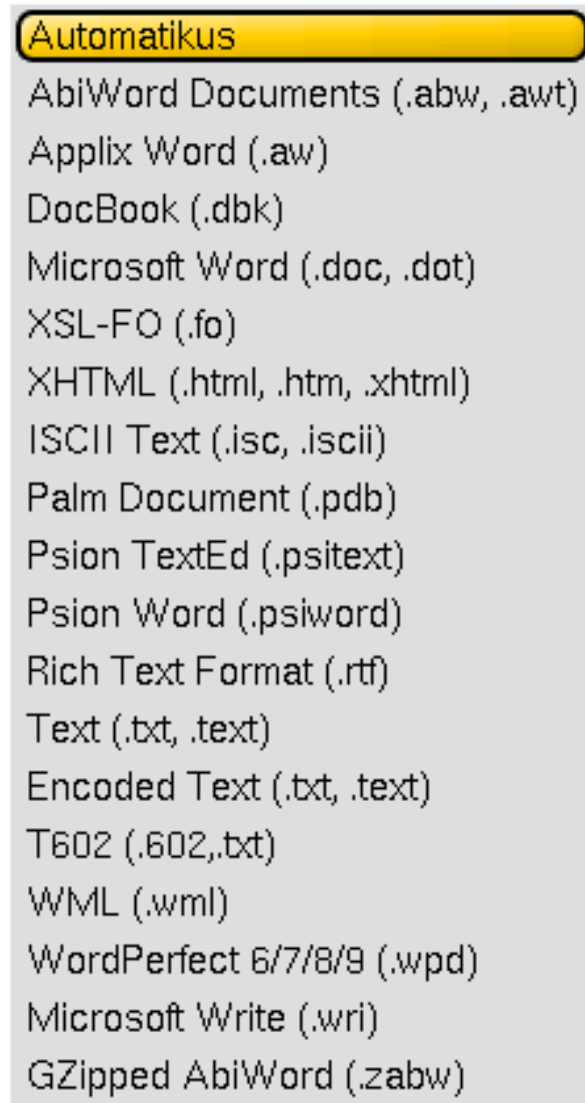 Automatikus
AbiWord Documents (.abw, .awt)
Applix Word (.aw)
DocBook (.dbk)
Microsoft Word (.doc, .dot)
XSL-FO (.fo)
XHTML (.html, .htm, .xhtml)
ISCII Text (.isc, .iscii)
Palm Document (.pdb)
Psion TextEd (.psitext)
Psion Word (.psiword)
Rich Text Format (.rtf)
Text (.txt, .text)
Encoded Text (.txt, .text)
T602 (.602,.txt)
WML (.wml)
WordPerfect 6/7/8/9 (.wpd)
Microsoft Write (.wri)
GZipped AbiWord (.zabw)